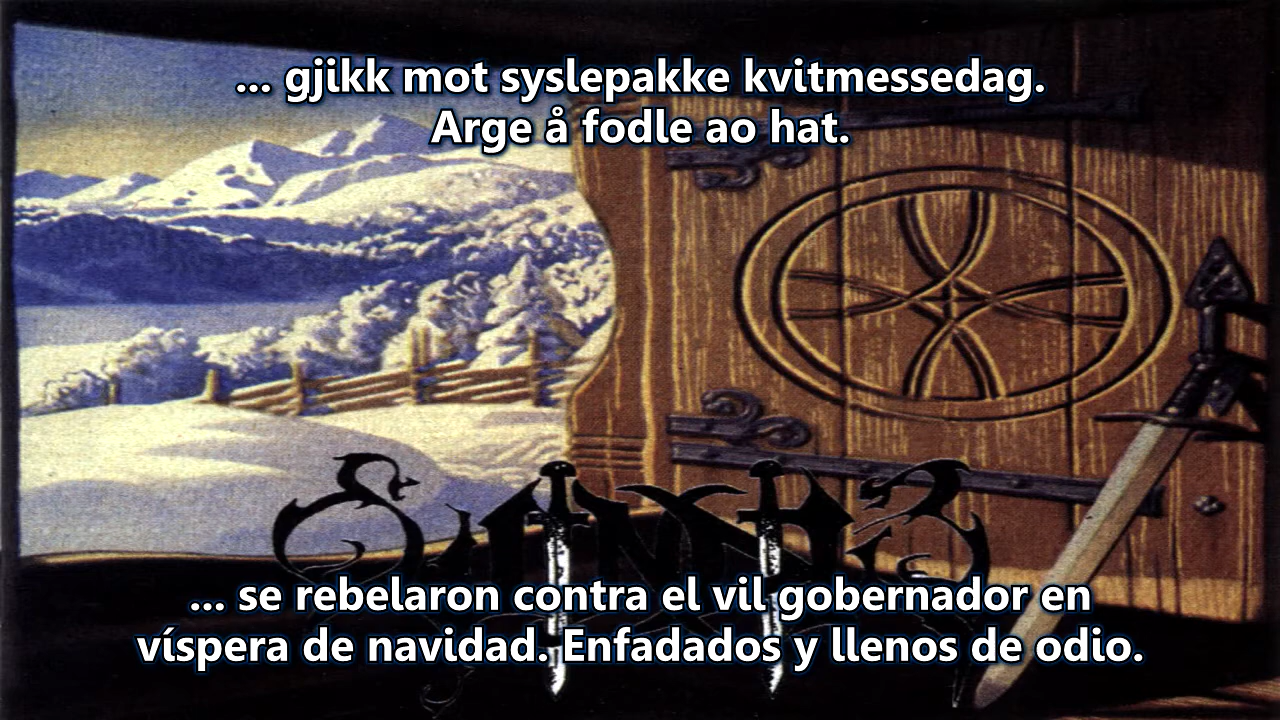 ... gjikk mot syslepakke kvitmessedag.
Arge å fodle ao hat.
... se rebelaron contra el vil gobernador en
víspera de navidad. Enfadados y llenos de odio.